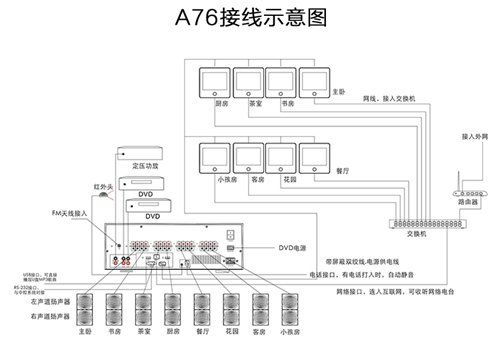 A76接线示意图
主卧
厨房 茶室 书房
网线、接入交换机
接入外网
定压功放
小孩房 客房 花园 餐厅
红外头
DVD
路由器
FM天线接入
DVD
交换机
DVD电源
带屏蔽双绞线,电源供电线
USB接口、可直接
播放U盘MP3歌曲
电话接口，有电话打入时，自动静音
RS-232接口，
与中控系统对接
网络接口、连入互联网，可收听网络电台
左声道扬声器
右声道扬声器
主卧 书房 茶室 厨房 餐厅 花园 客房 小孩房